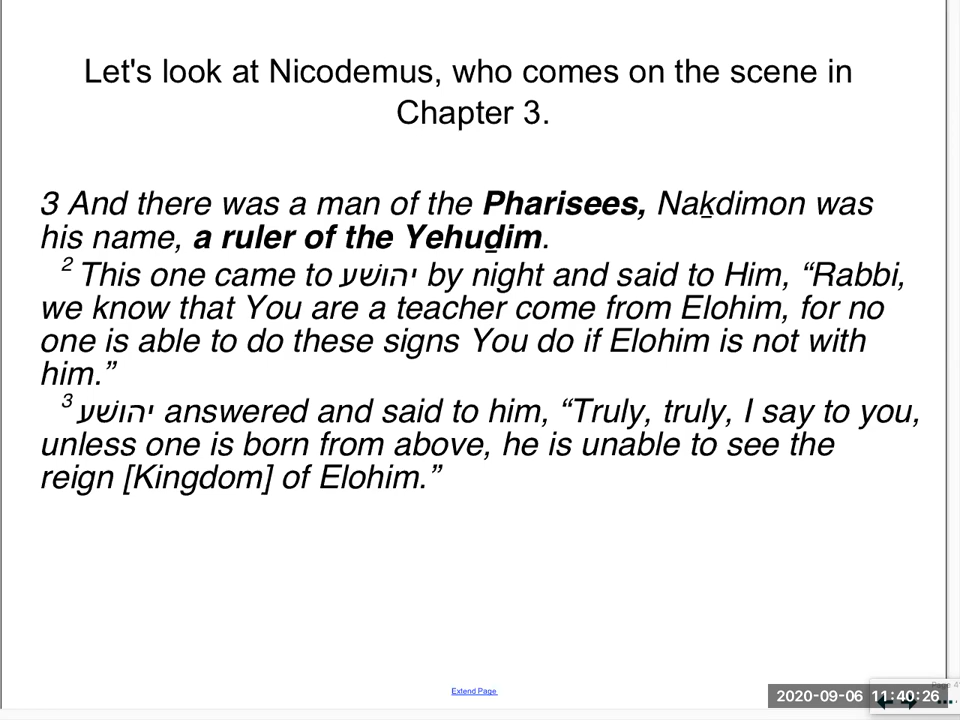 Let's look at Nicodemus, who comes on the scene in
Chapter 3.
3 And there was a man of the Pharisees, Naḵdimon was
his name, a ruler of the Yehuḏim.
2 This one came to יהושׁע by night and said to Him, “Rabbi,
we know that You are a teacher come from Elohim, for no
one is able to do these signs You do if Elohim is not with
him.”
3 יהושׁע answered and said to him, “Truly, truly, I say to you,
unless one is born from above, he is unable to see the
reign [Kingdom] of Elohim.”
Extend Page
2020-09-06 11:40:26